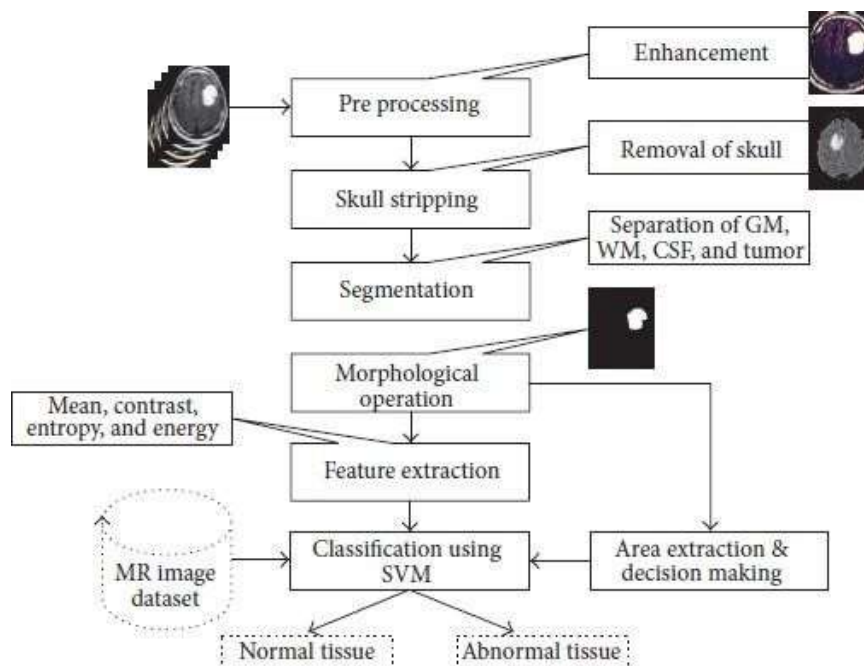 Enhancement
Pre processing
Removal of skull
Skull stripping
Separation of GM,
WM, CSF, and tumor
Segmentation
Morphological
operation
Mean, contrast,
entropy, and energy
Feature extraction
MR image
dataset
Classification using
SVM
Area extraction &
decision making
Normal tissue
Abnormal tissue